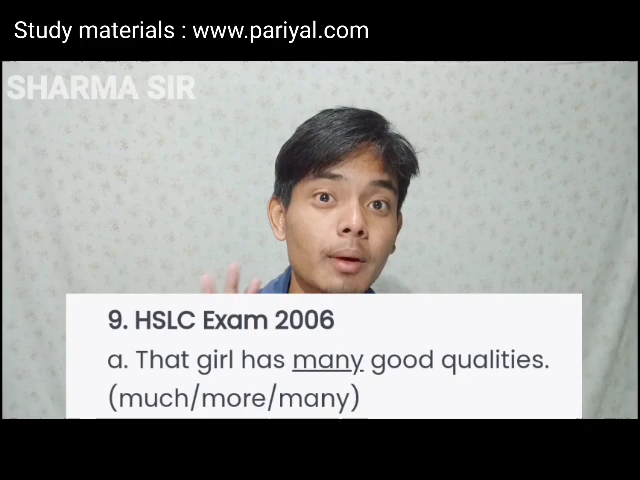 Study materials : www.pariyal.com
SHARMA SIR
9. HSLC Exam 2006
a. That girl has many good qualities.
(much/more/many)